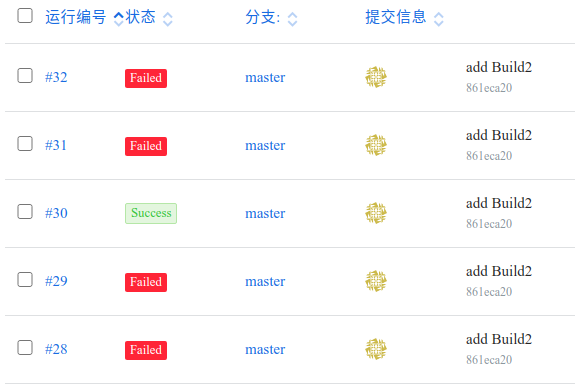 运行编号 状态 分支: 提交信息
#32 Failed master add Build2
861eca20
#31 Failed master add Build2
861eca20
#30 Success master add Build2
861eca20
#29 Failed master add Build2
861eca20
#28 Failed master add Build2
861eca20